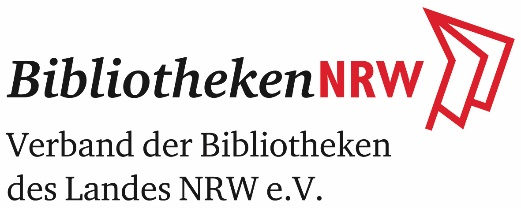 BibliothekenNRW
Verband der Bibliotheken
des Landes NRW e.V.